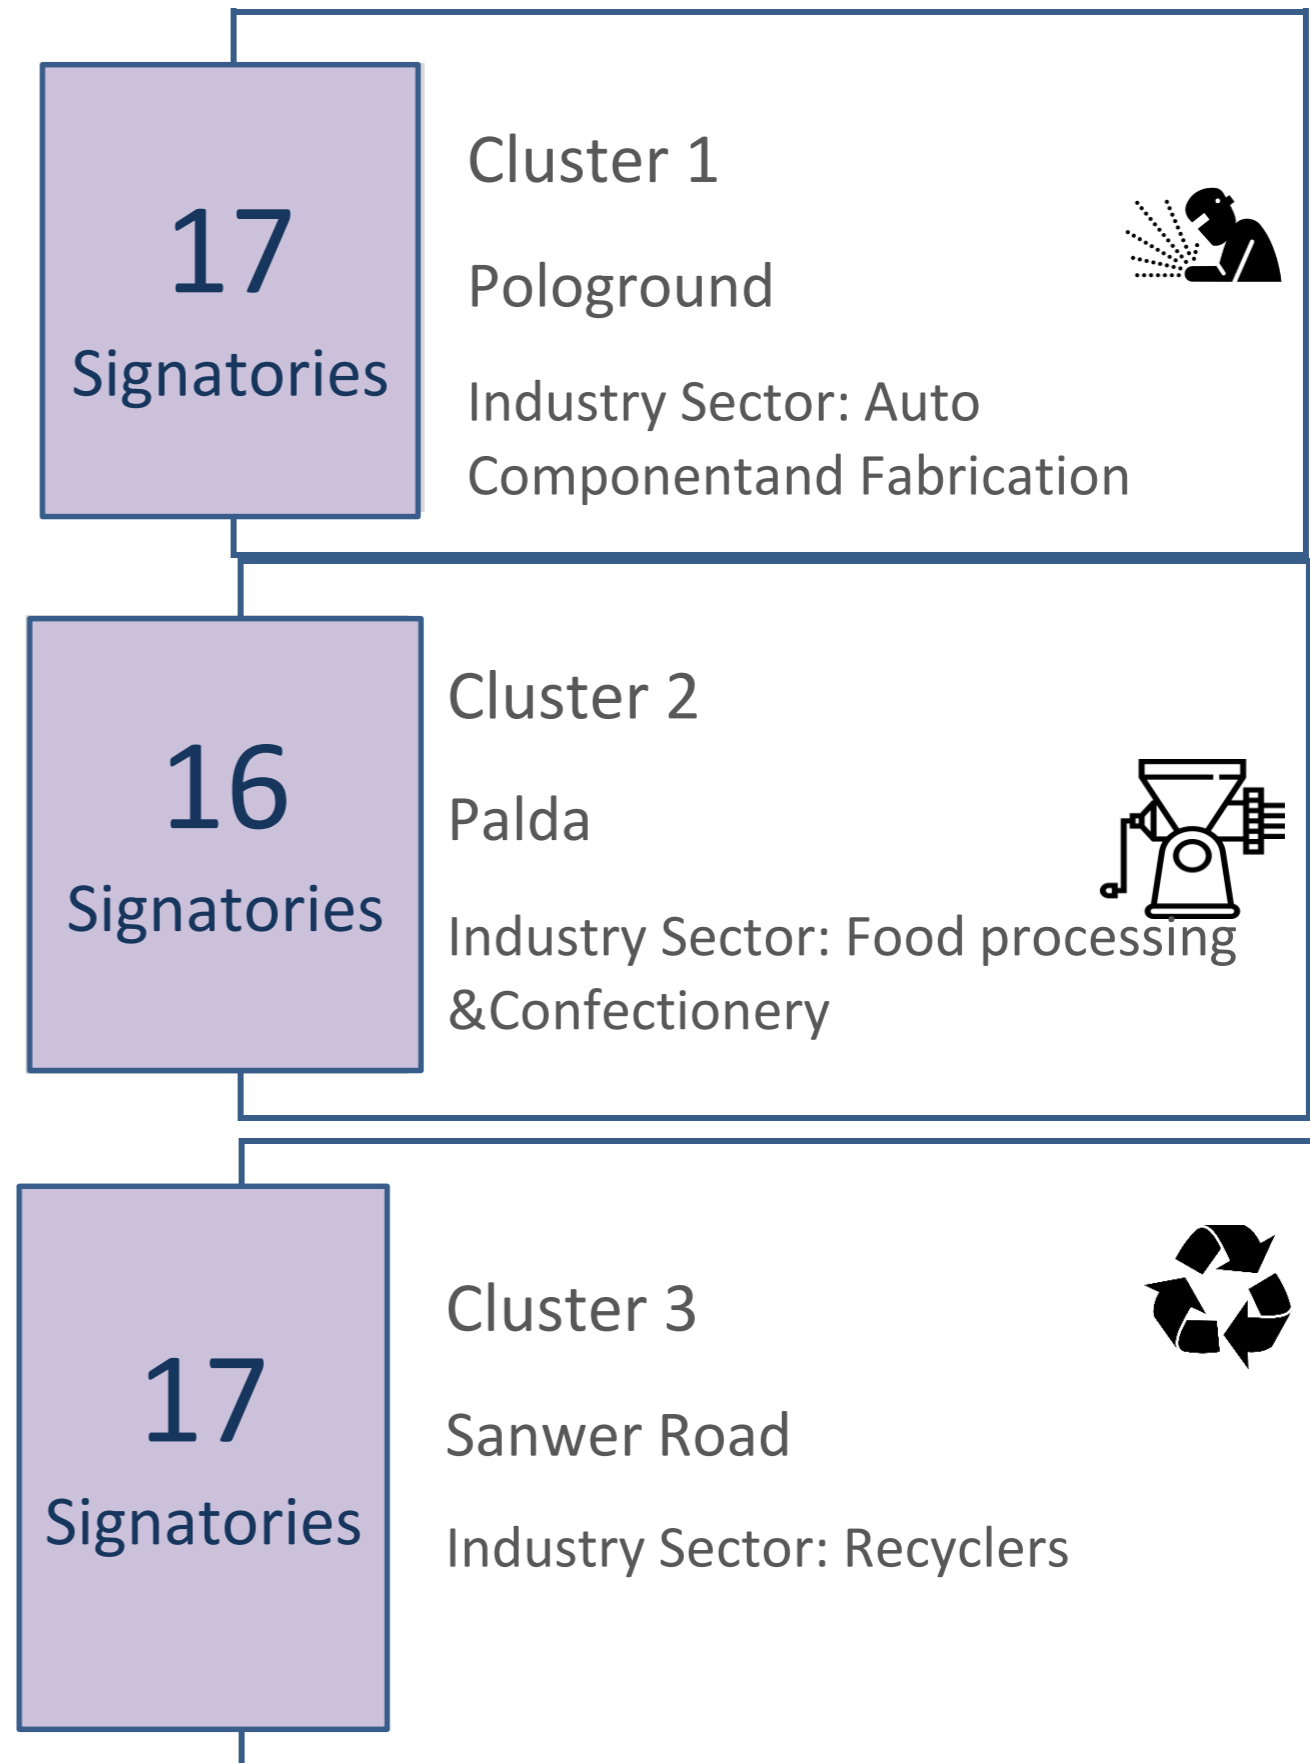 17
Signatories
Cluster 1
Pologround
Industry Sector: Auto
Componentand Fabrication
16
Signatories
Cluster 2
Palda
Industry Sector: Food processing
&Confectionery
17
Signatories
Cluster 3
Sanwer Road
Industry Sector: Recyclers